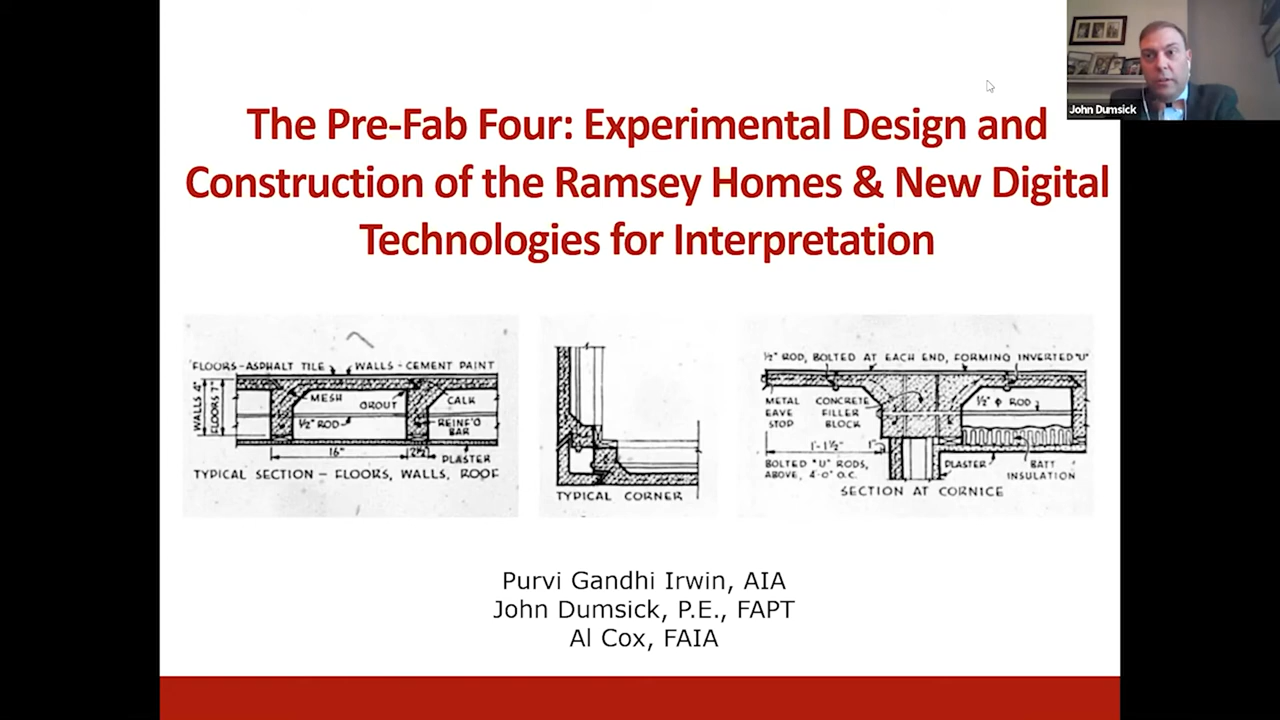 John Dumsick
The Pre-Fab Four: Experimental Design and
Construction of the Ramsey Homes & New Digital
Technologies for Interpretation
FLOORS-ASPHALT TILE
WALLS-CEMENT PAINT
WALLS 4"
FLOORS 7"
MESH
GROUT
CALK
½" ROD
REINF'G
BAR
16"
2½"
PLASTER
TYPICAL SECTION - FLOORS, WALLS, ROOF
TYPICAL CORNER
½" ROD, BOLTED AT EACH END, FORMING INVERTED "U"
METAL
EAVE
STOP
CONCRETE
FILLER
BLOCK
½" φ ROD
1'-1½"
1"
BOLTED "U" RODS,
ABOVE, 4'-0" O.C.
PLASTER
BATT
INSULATION
SECTION AT CORNICE
Purvi Gandhi Irwin, AIA
John Dumsick, P.E., FAPT
Al Cox, FAIA